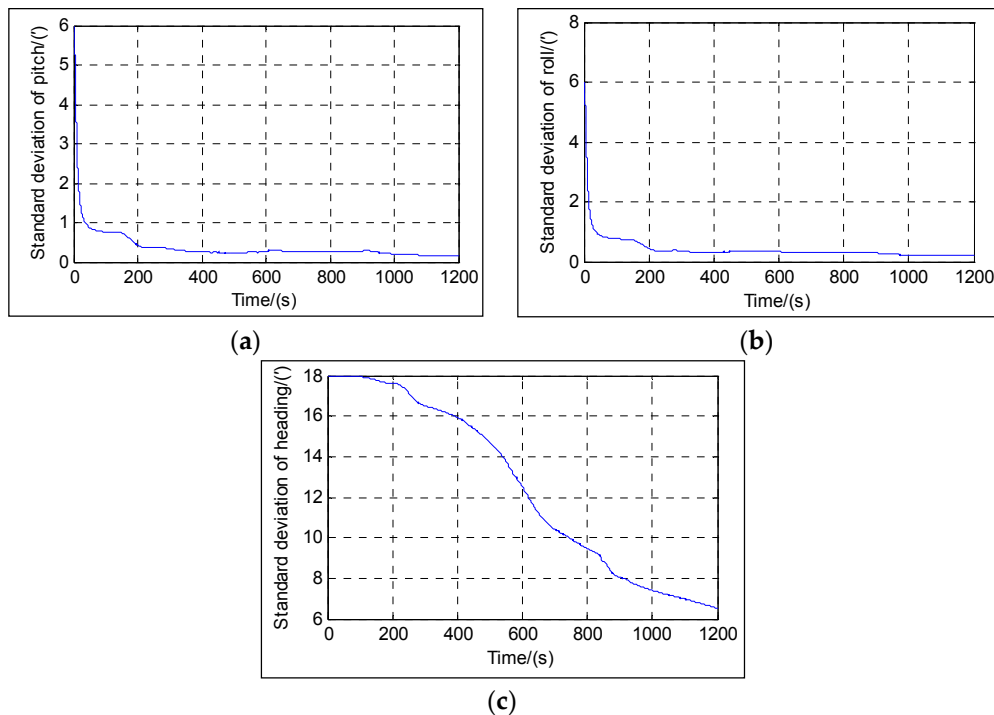 Standard deviation of pitch/(')
6
5
4
3
2
1
0
0 200 400 600 800 1000 1200
Time/(s)
(a)
Standard deviation of roll/(')
8
6
4
2
0
0 200 400 600 800 1000 1200
Time/(s)
(b)
Standard deviation of heading/(')
18
16
14
12
10
8
6
0 200 400 600 800 1000 1200
Time/(s)
(c)